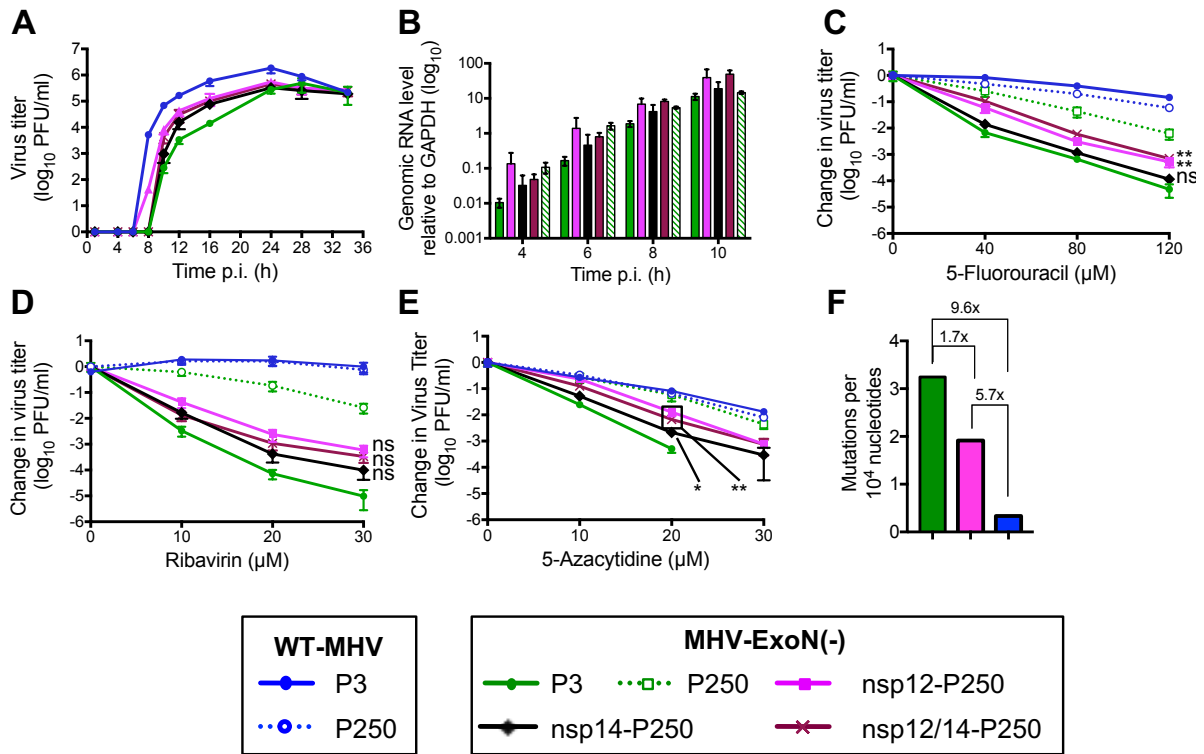 A
Virus titer
(log10 PFU/ml)
7
6
5
4
3
2
1
0
0 4 8 12 16 20 24 28 32 36
Time p.i. (h)
B
Genomic RNA level
relative to GAPDH (log10)
100
10
1
0.1
0.01
0.001
4 6 8 10
Time p.i. (h)
C
Change in virus titer
(log10 PFU/ml)
1
0
-1
-2
-3
-4
-5
-6
0 40 80 120
**
**
ns
5-Fluorouracil (µM)
D
Change in virus titer
(log10 PFU/ml)
1
0
-1
-2
-3
-4
-5
-6
0 10 20 30
ns
ns
ns
Ribavirin (µM)
E
Change in Virus Titer
(log10 PFU/ml)
1
0
-1
-2
-3
-4
-5
-6
0 10 20 30
* **
5-Azacytidine (µM)
F
Mutations per
10^4 nucleotides
4
3
2
1
0
9.6x
1.7x
5.7x
WT-MHV
P3
P250
MHV-ExoN(-)
P3 P250 nsp12-P250
nsp14-P250 nsp12/14-P250